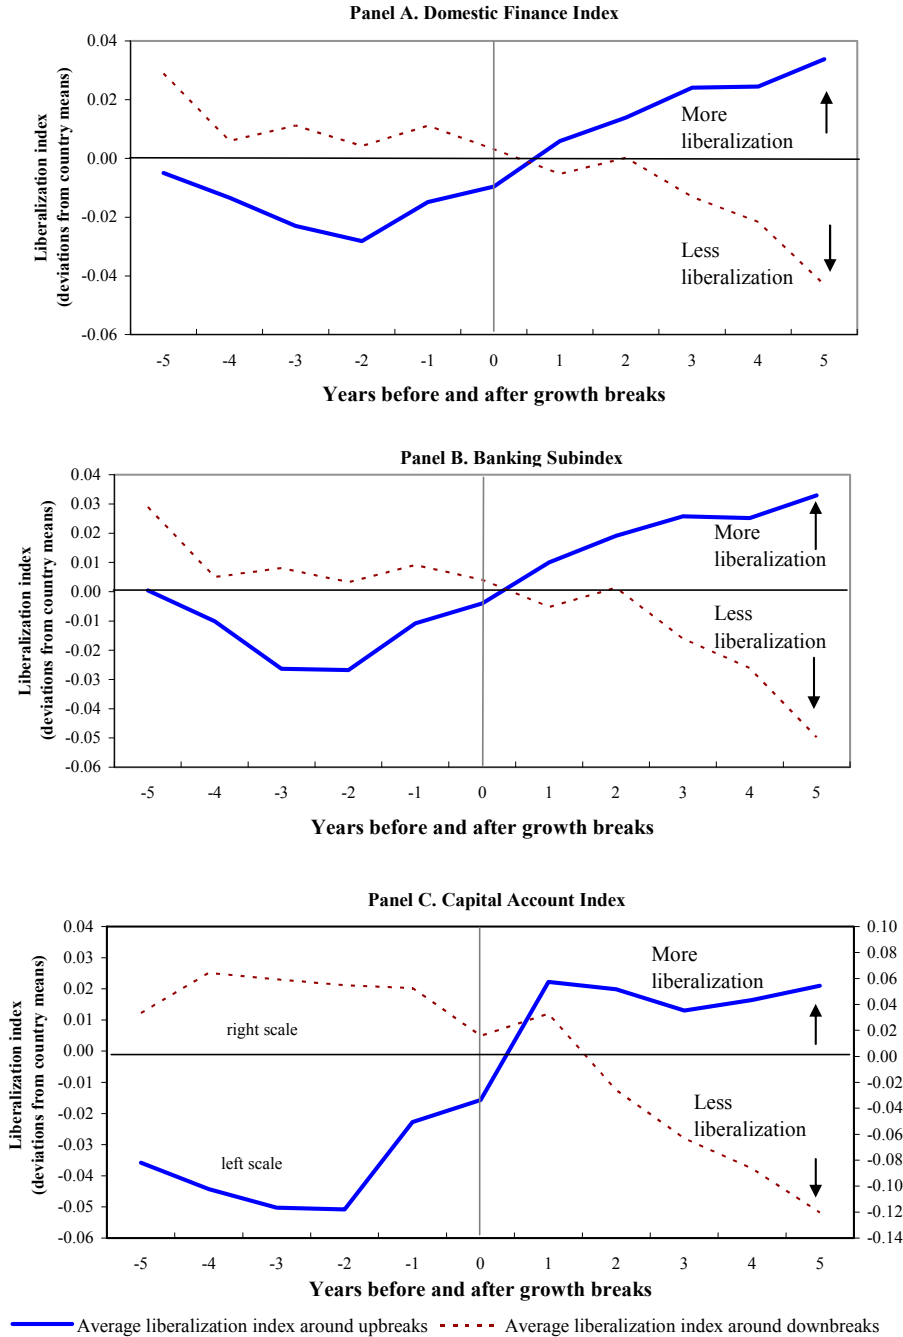 Panel A. Domestic Finance Index
Liberalization index
(deviations from country means)
0.04
0.02
0.00
-0.02
-0.04
-0.06
More
liberalization
Less
liberalization
-5 -4 -3 -2 -1 0 1 2 3 4 5
Years before and after growth breaks
Panel B. Banking Subindex
Liberalization index
(deviations from country means)
0.04
0.03
0.02
0.01
0.00
-0.01
-0.02
-0.03
-0.04
-0.05
-0.06
More
liberalization
Less
liberalization
-5 -4 -3 -2 -1 0 1 2 3 4 5
Years before and after growth breaks
Panel C. Capital Account Index
Liberalization index
(deviations from country means)
0.04
0.03
0.02
0.01
0.00
-0.01
-0.02
-0.03
-0.04
-0.05
-0.06
More
liberalization
right scale
Less
liberalization
left scale
0.10
0.08
0.06
0.04
0.02
0.00
-0.02
-0.04
-0.06
-0.08
-0.10
-0.12
-0.14
-5 -4 -3 -2 -1 0 1 2 3 4 5
Years before and after growth breaks
Average liberalization index around upbreaks Average liberalization index around downbreaks